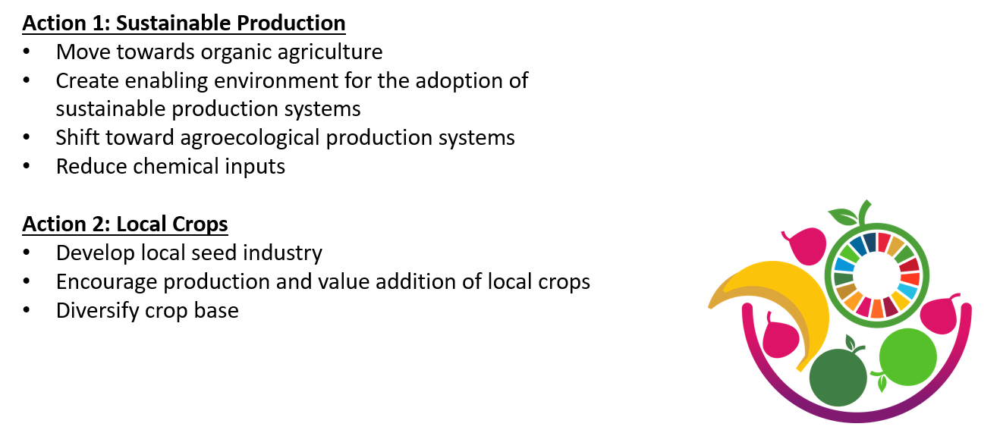 Action 1: Sustainable Production
• Move towards organic agriculture
• Create enabling environment for the adoption of
sustainable production systems
• Shift toward agroecological production systems
• Reduce chemical inputs
Action 2: Local Crops
• Develop local seed industry
• Encourage production and value addition of local crops
• Diversify crop base